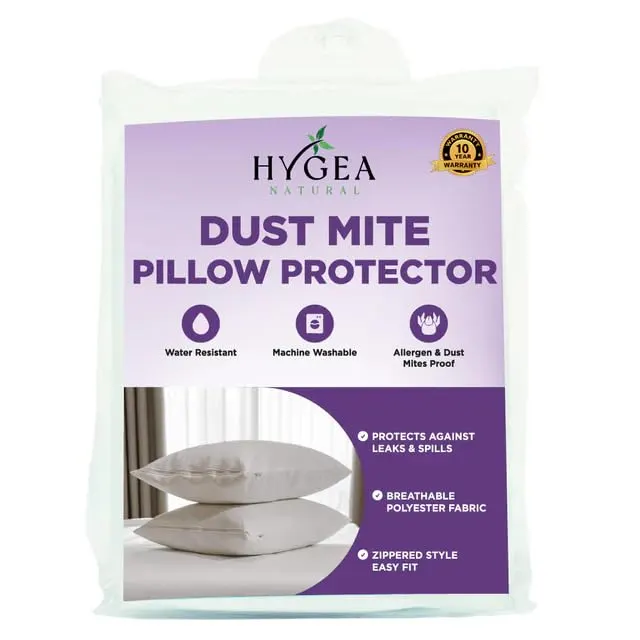 WARRANTY
10
YEAR
WARRANTY
HYGEA
NATURAL
DUST MITE
PILLOW PROTECTOR
Water Resistant
Machine Washable
Allergen & Dust
Mites Proof
PROTECTS AGAINST
LEAKS & SPILLS
BREATHABLE
POLYESTER FABRIC
ZIPPERED STYLE
EASY FIT